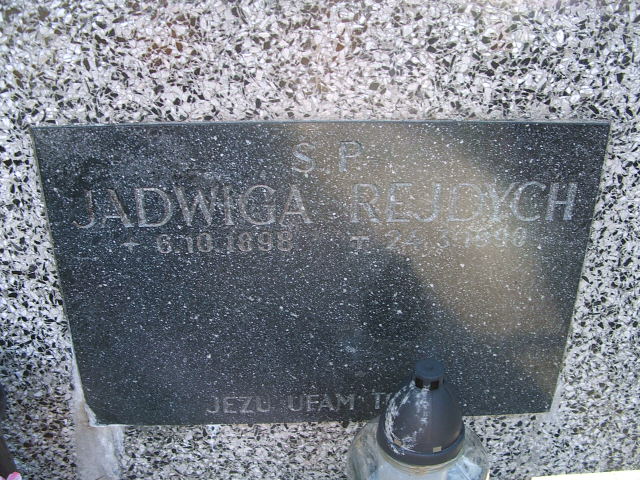 Ś.P.
JADWIGA REJDYCH
* 6.10.1898
JEZU UFAM